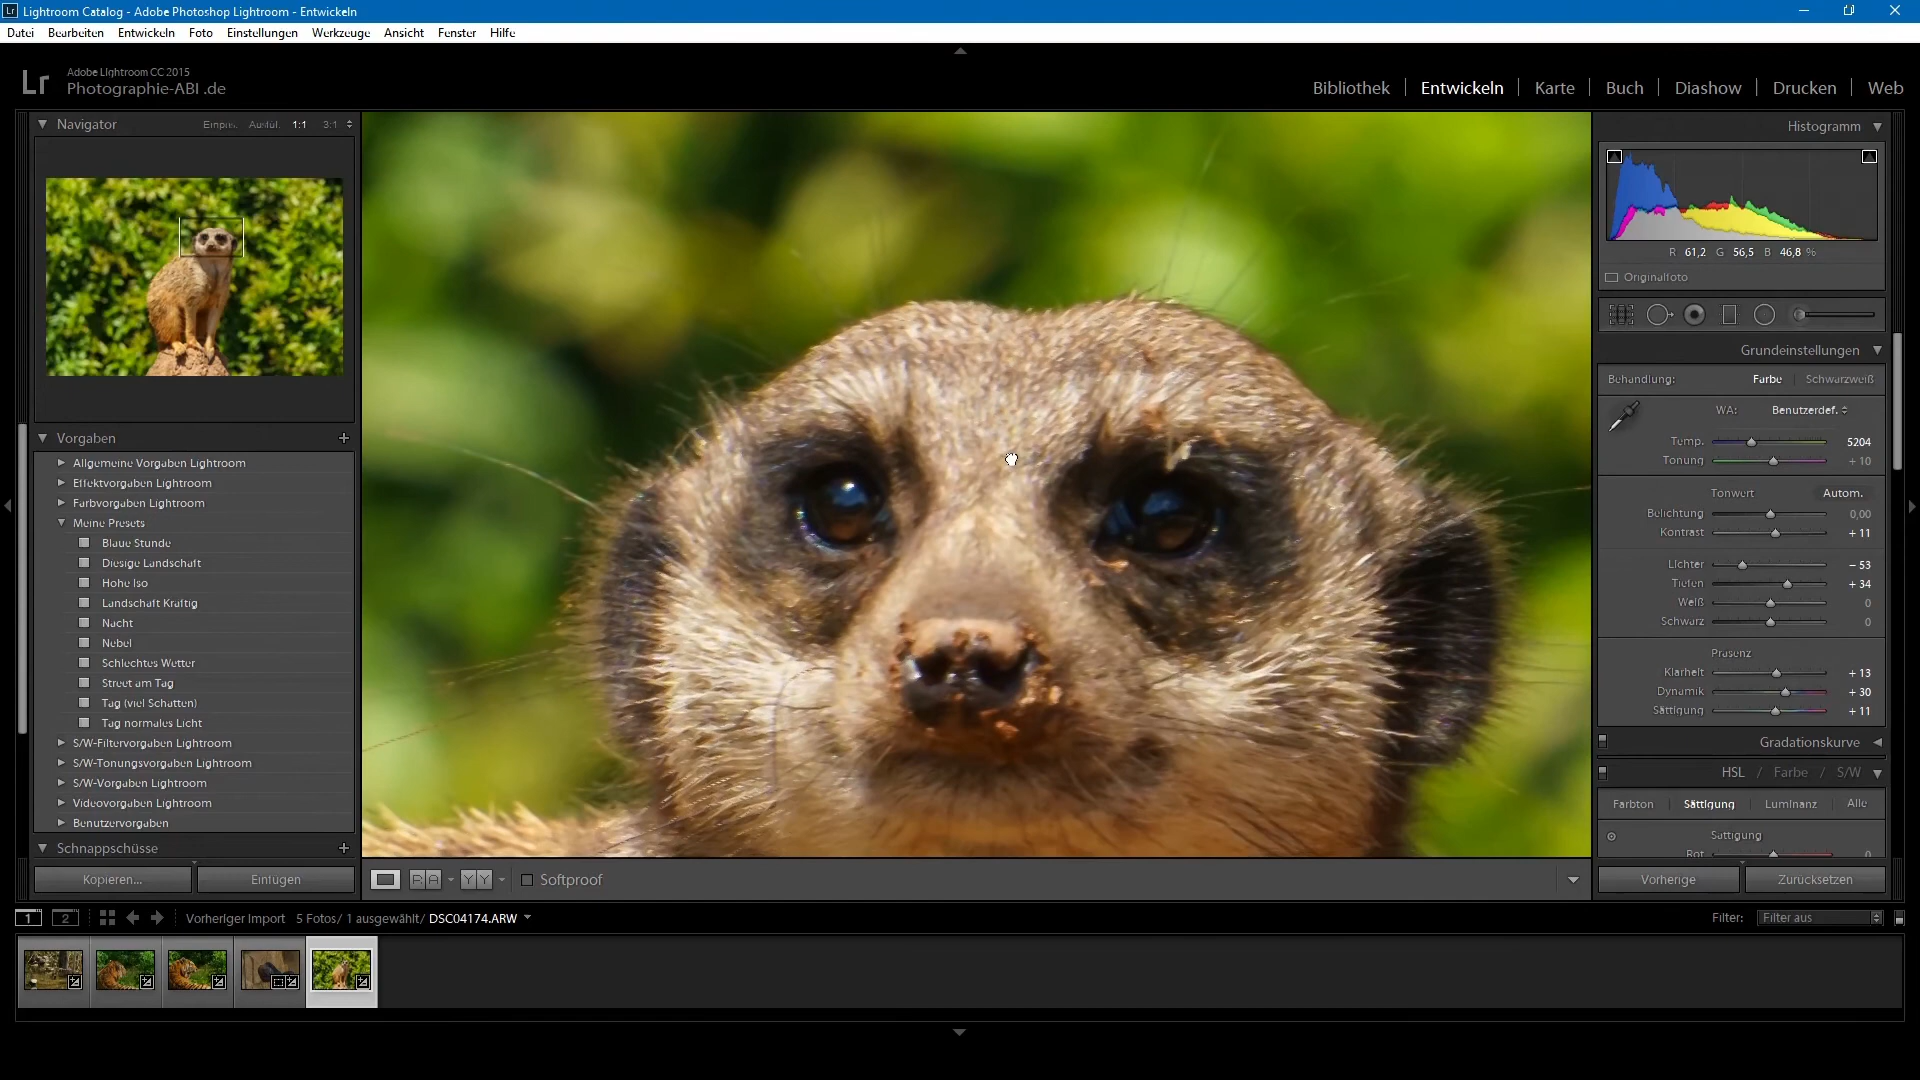 Lightroom Catalog - Adobe Photoshop Lightroom - Entwickeln
Datei Bearbeiten Entwickeln Foto Einstellungen Werkzeuge Ansicht Fenster Hilfe
Lr Adobe Lightroom CC 2015
Photographie-ABI .de
Bibliothek | Entwickeln | Karte | Buch | Diashow | Drucken | Web
Navigator Einpas. Ausfül. 1:1 3:1
Vorgaben +
Allgemeine Vorgaben Lightroom
Effektvorgaben Lightroom
Farbvorgaben Lightroom
Meine Presets
Blaue Stunde
Diesige Landschaft
Hohe Iso
Landschaft Kräftig
Nacht
Nebel
Schlechtes Wetter
Street am Tag
Tag (viel Schatten)
Tag normales Licht
S/W-Filtervorgaben Lightroom
S/W-Tonungsvorgaben Lightroom
S/W-Vorgaben Lightroom
Videovorgaben Lightroom
Benutzervorgaben
Schnappschüsse +
Kopieren... Einfügen
R A Y Y Softproof
Histogramm
R 61,2 G 56,5 B 46,8 %
Originalfoto
Grundeinstellungen
Behandlung: Farbe | Schwarzweiß
WA: Benutzerdef.
Temp. 5204
Tonung + 10
Tonwert Autom.
Belichtung 0,00
Kontrast + 11
Lichter − 53
Tiefen + 34
Weiß 0
Schwarz 0
Präsenz
Klarheit + 13
Dynamik + 30
Sättigung + 11
Gradationskurve
HSL / Farbe / S/W
Farbton Sättigung Luminanz Alle
Sättigung
Rot 0
Vorherige Zurücksetzen
1 2 Vorheriger Import 5 Fotos/ 1 ausgewählt/ DSC04174.ARW
Filter: Filter aus